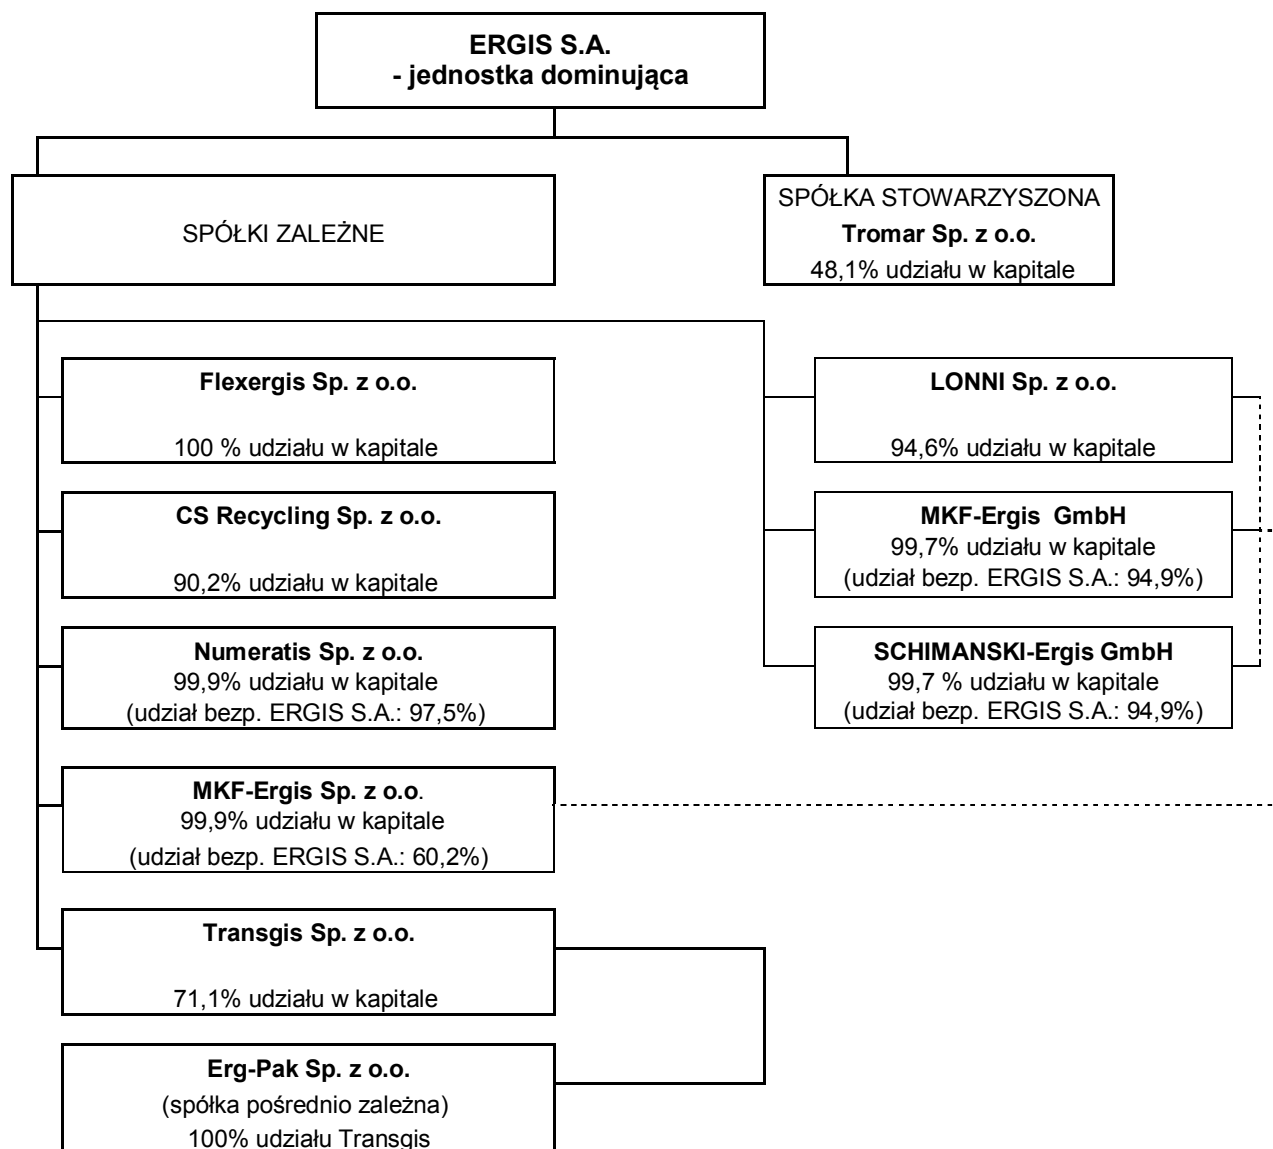 ERGIS S.A.
- jednostka dominująca
SPÓŁKI ZALEŻNE
SPÓŁKA STOWARZYSZONA
Tromar Sp. z o.o.
48,1% udziału w kapitale
Flexergis Sp. z o.o.
100 % udziału w kapitale
CS Recycling Sp. z o.o.
90,2% udziału w kapitale
Numeratis Sp. z o.o.
99,9% udziału w kapitale
(udział bezp. ERGIS S.A.: 97,5%)
MKF-Ergis Sp. z o.o.
99,9% udziału w kapitale
(udział bezp. ERGIS S.A.: 60,2%)
Transgis Sp. z o.o.
71,1% udziału w kapitale
Erg-Pak Sp. z o.o.
(spółka pośrednio zależna)
100% udziału Transgis
LONNI Sp. z o.o.
94,6% udziału w kapitale
MKF-Ergis GmbH
99,7% udziału w kapitale
(udział bezp. ERGIS S.A.: 94,9%)
SCHIMANSKI-Ergis GmbH
99,7 % udziału w kapitale
(udział bezp. ERGIS S.A.: 94,9%)